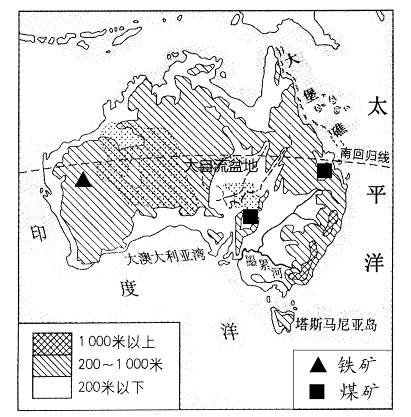 大堡礁
太平洋
南回归线
大自流盆地
印度洋
大澳大利亚湾
墨累河
塔斯马尼亚岛
1000米以上
200~1000米
200米以下
铁矿
煤矿